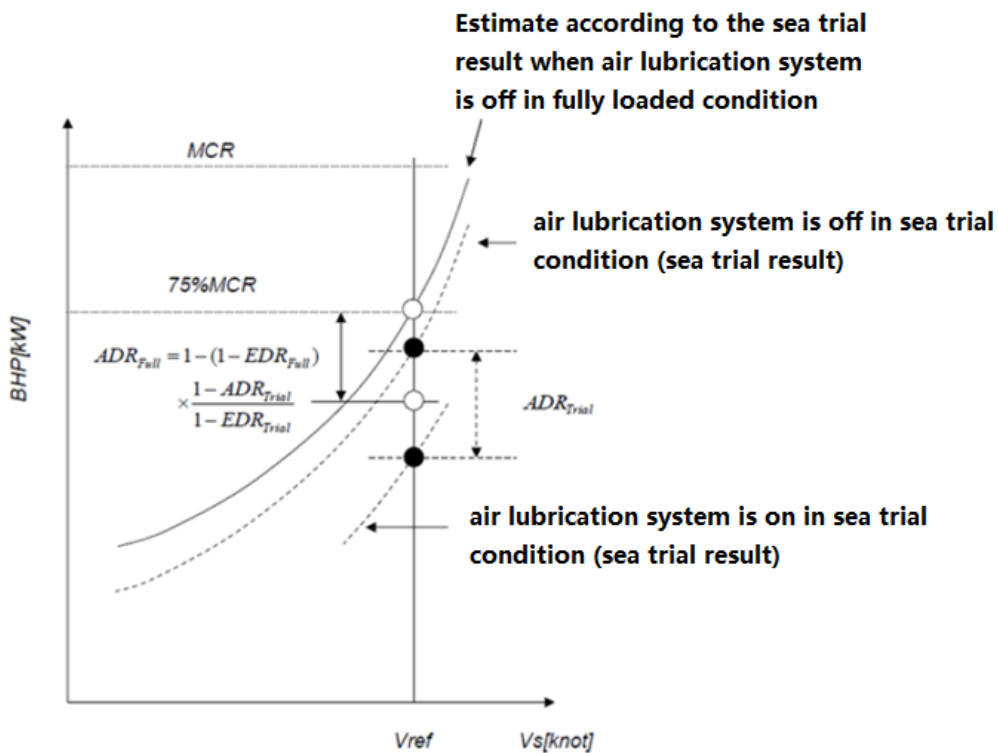 Estimate according to the sea trial
result when air lubrication system
is off in fully loaded condition
MCR
air lubrication system is off in sea trial
condition (sea trial result)
75%MCR
BHP[kW]
ADR_Full = 1-(1-EDR_Full)
× (1-ADR_Trial)/(1-EDR_Trial)
ADR_Trial
air lubrication system is on in sea trial
condition (sea trial result)
Vref
Vs[knot]